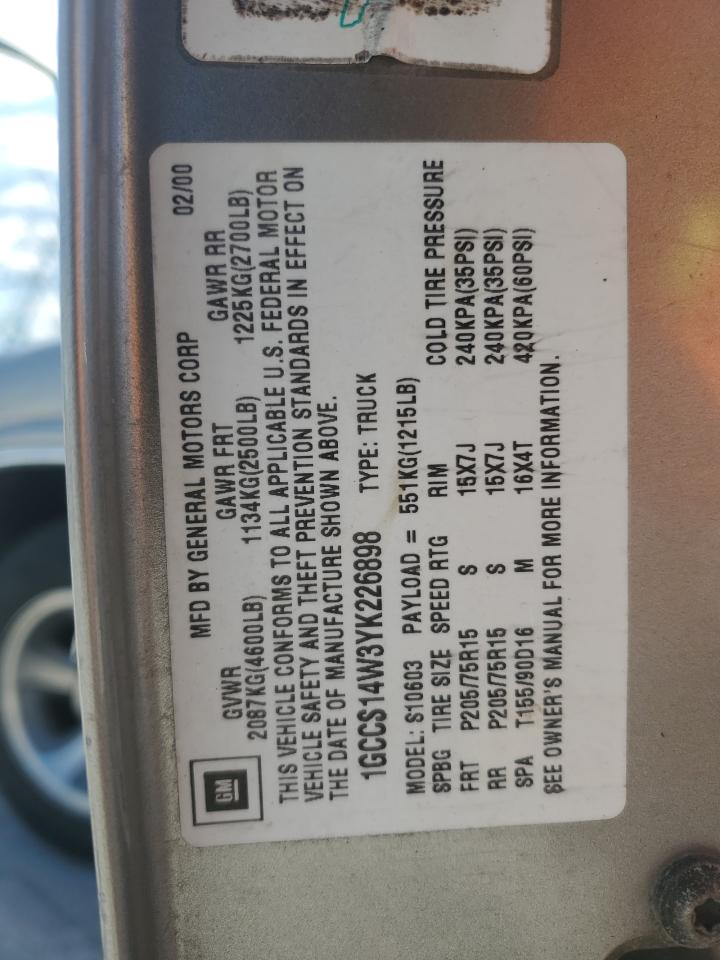 MFD BY GENERAL MOTORS CORP 02/00
GVWR GAWR FRT GAWR RR
2087KG(4600LB) 1134KG(2500LB) 1225KG(2700LB)
THIS VEHICLE CONFORMS TO ALL APPLICABLE U.S. FEDERAL MOTOR
VEHICLE SAFETY AND THEFT PREVENTION STANDARDS IN EFFECT ON
THE DATE OF MANUFACTURE SHOWN ABOVE.
GM
1GCCS14W3YK226898 TYPE: TRUCK
MODEL: S10603 PAYLOAD = 551KG(1215LB)
SPBG TIRE SIZE SPEED RTG RIM COLD TIRE PRESSURE
FRT P205/75R15 S 15X7J 240KPA(35PSI)
RR P205/75R15 S 15X7J 240KPA(35PSI)
SPA T155/90D16 M 16X4T 420KPA(60PSI)
SEE OWNER'S MANUAL FOR MORE INFORMATION.